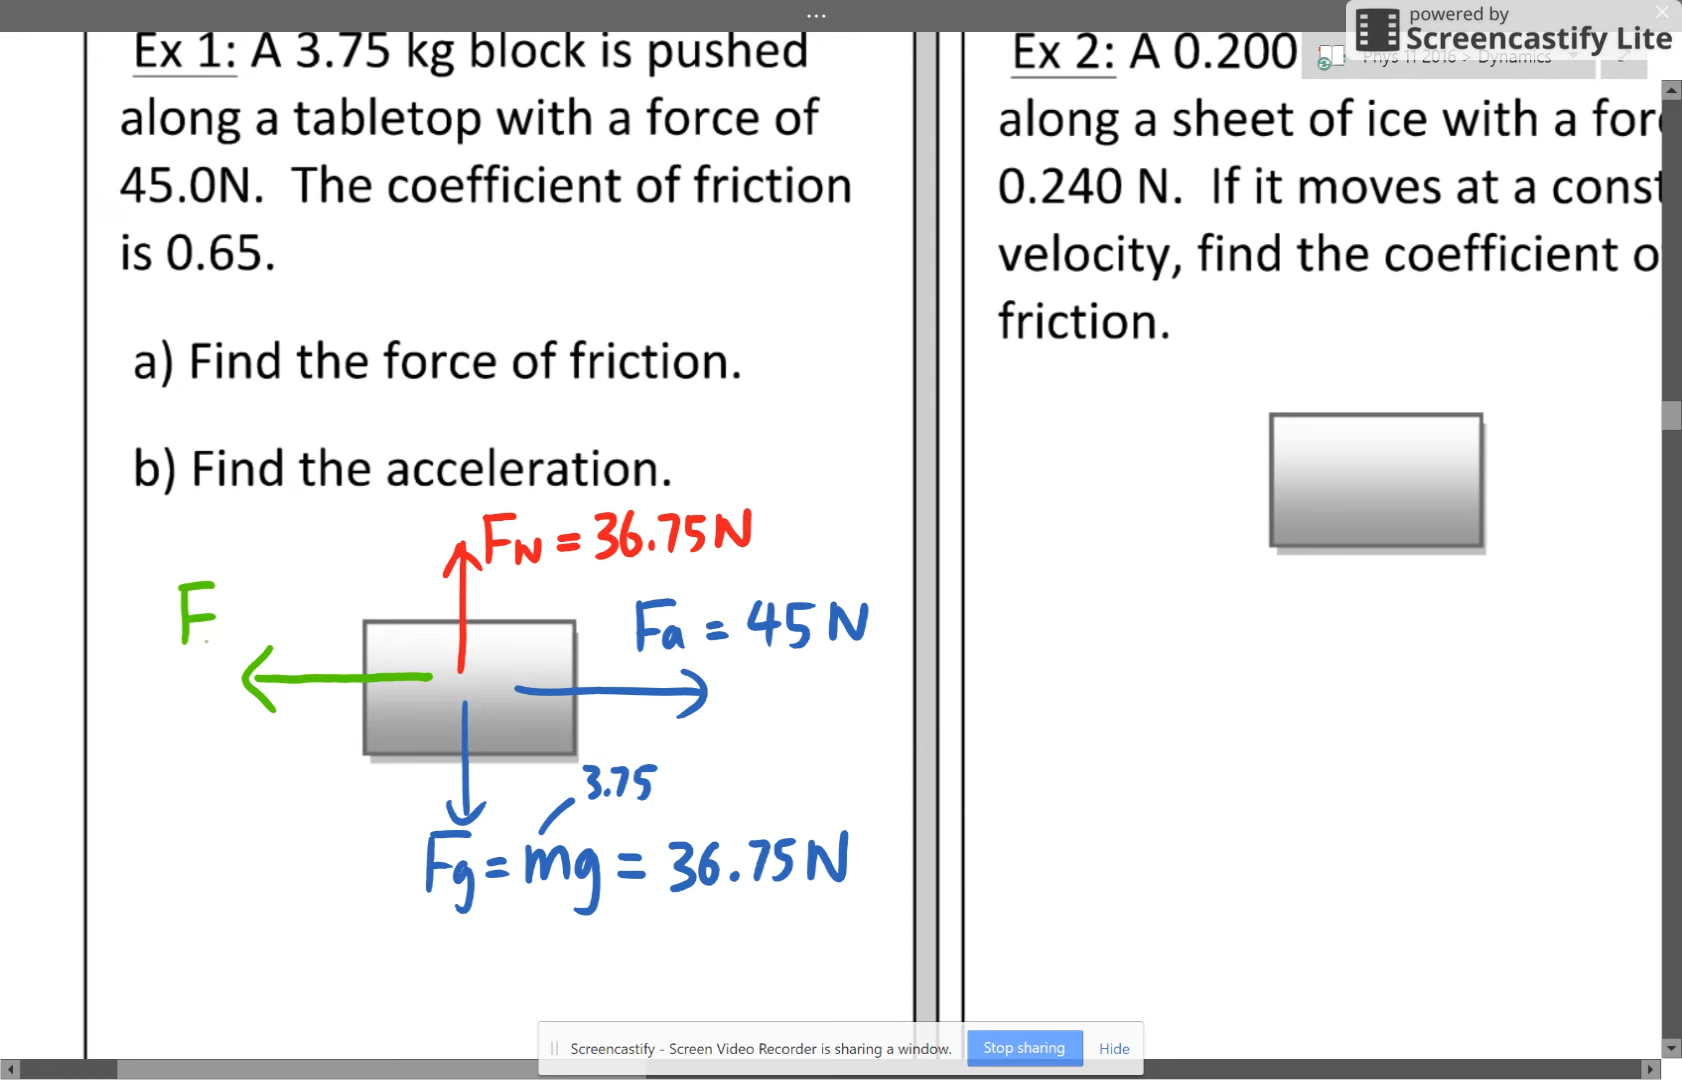 ...
powered by
Screencastify Lite
Phys 11 2016 > Dynamics
Ex 1: A 3.75 kg block is pushed
along a tabletop with a force of
45.0N. The coefficient of friction
is 0.65.
a) Find the force of friction.
b) Find the acceleration.
FN = 36.75 N
F
Fa = 45 N
3.75
Fg = mg = 36.75 N
Ex 2: A 0.200
along a sheet of ice with a for
0.240 N. If it moves at a const
velocity, find the coefficient o
friction.
Screencastify - Screen Video Recorder is sharing a window.
Stop sharing
Hide